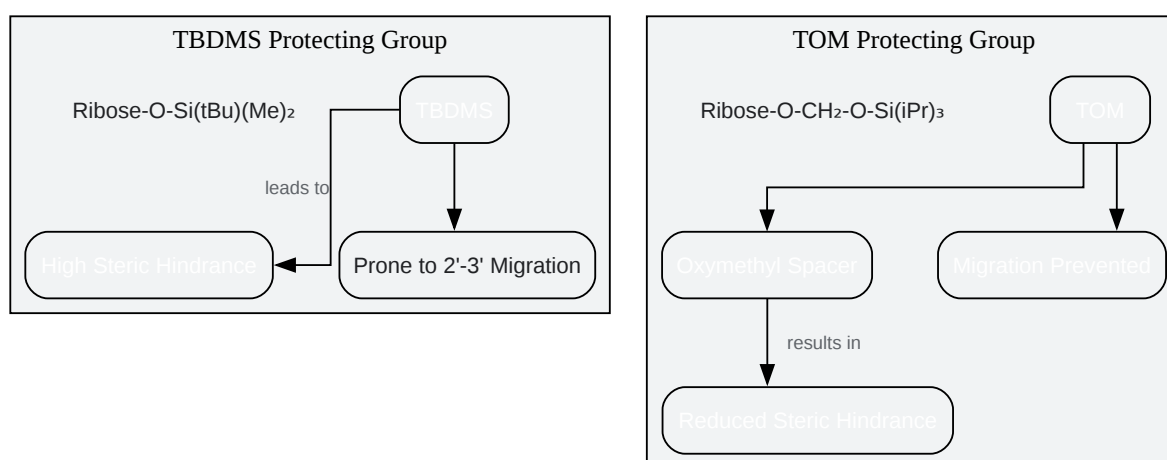 TBDMS Protecting Group
Ribose-O-Si(tBu)(Me)₂
TBDMS
leads to
High Steric Hindrance
Prone to 2'-3' Migration
TOM Protecting Group
Ribose-O-CH₂-O-Si(iPr)₃
TOM
Oxymethyl Spacer
Migration Prevented
results in
Reduced Steric Hindrance